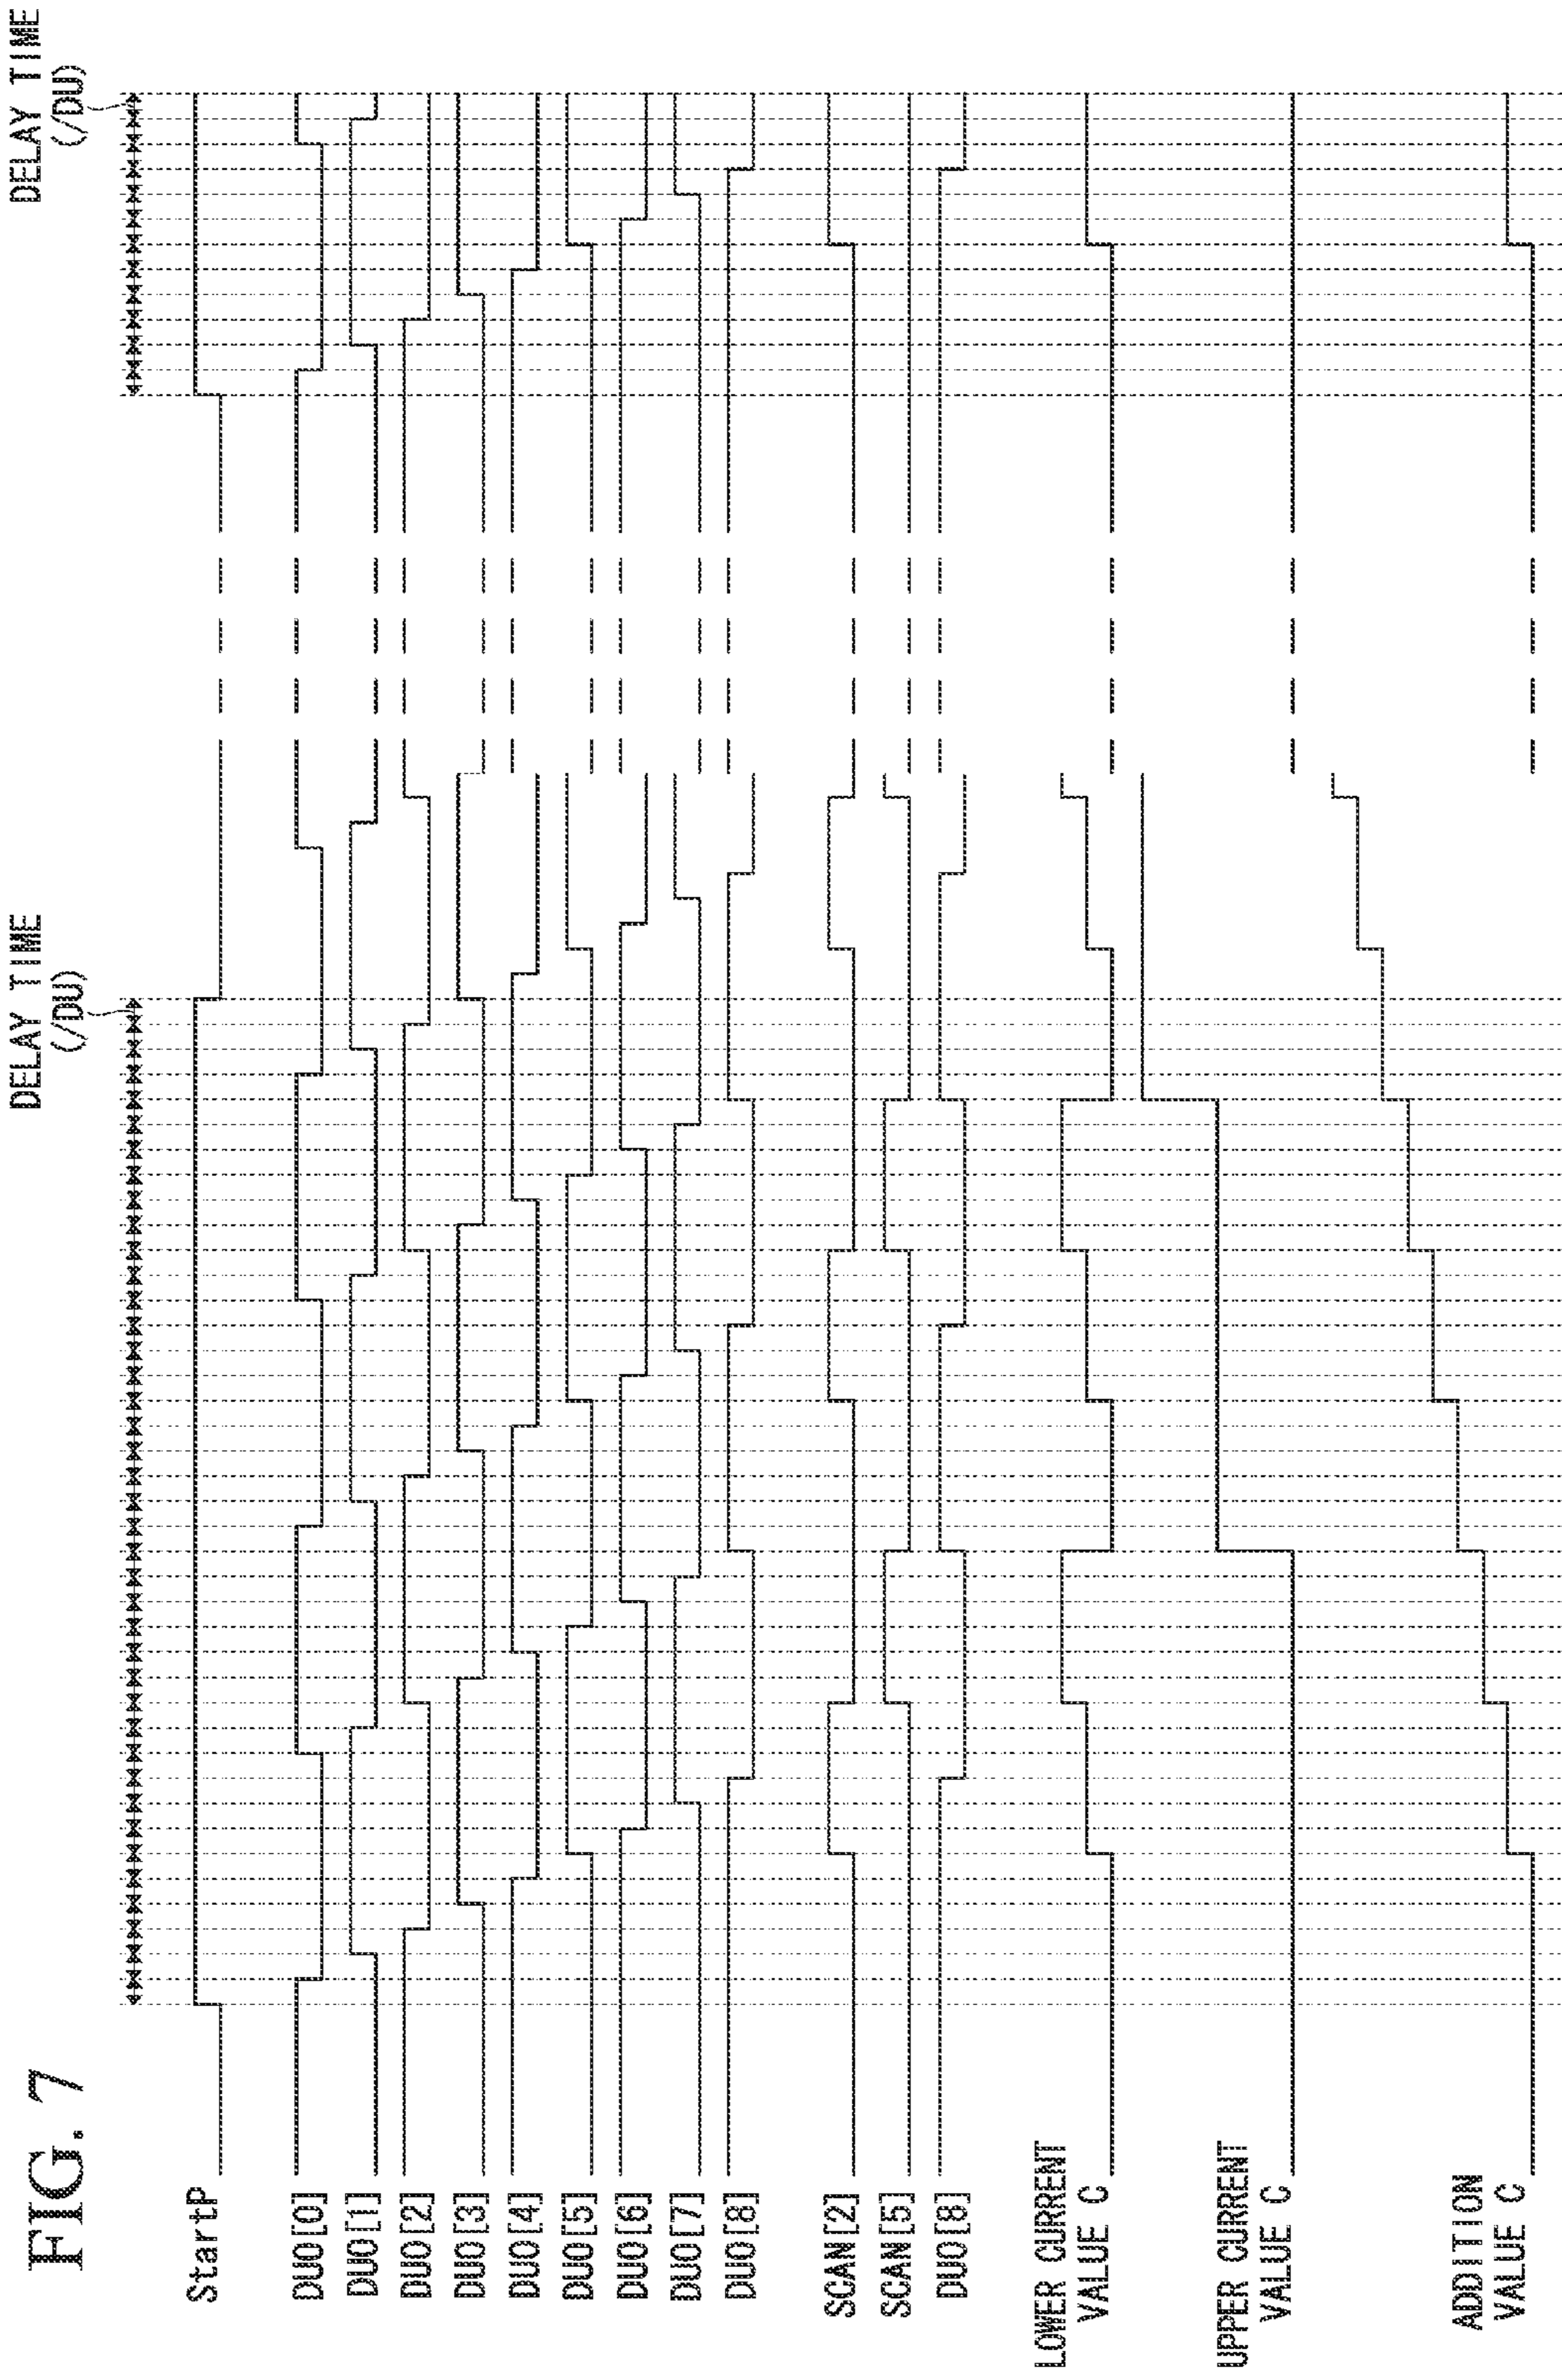 FIG. 7
DELAY TIME
(/DU)
DELAY TIME
(/DU)
StartP
DUO[0]
DUO[1]
DUO[2]
DUO[3]
DUO[4]
DUO[5]
DUO[6]
DUO[7]
DUO[8]
SCAN[2]
SCAN[5]
DUO[8]
LOWER CURRENT
VALUE C
UPPER CURRENT
VALUE C
ADDITION
VALUE C